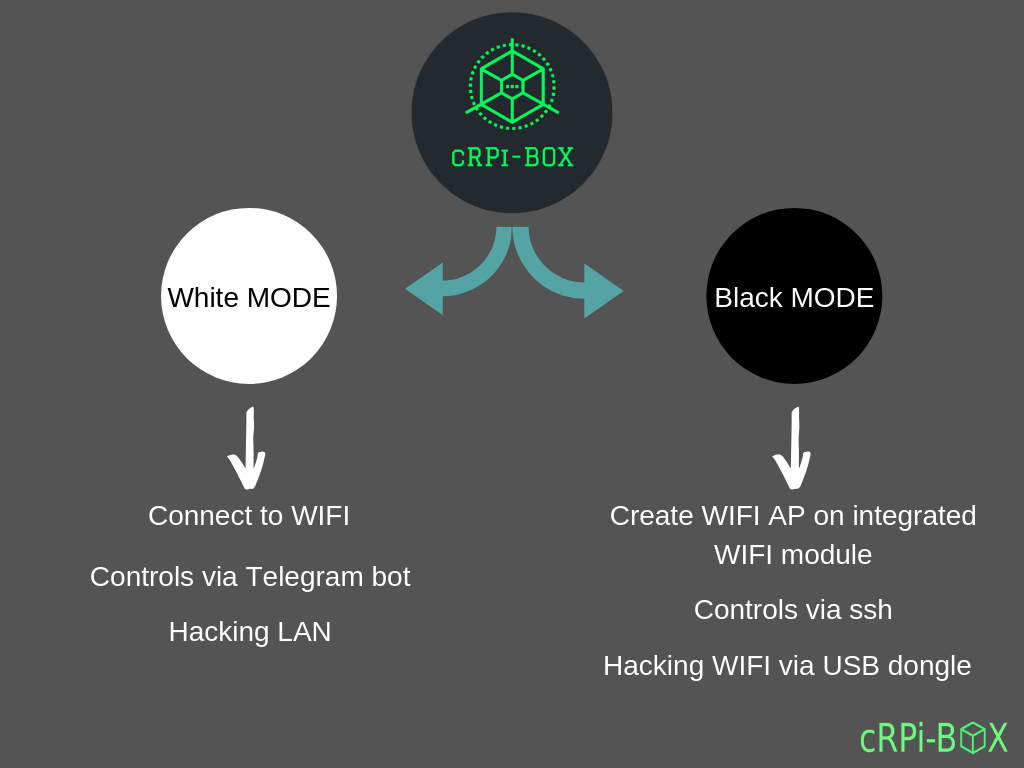 cRPi-BOX
White MODE
Black MODE
Connect to WIFI
Controls via Telegram bot
Hacking LAN
Create WIFI AP on integrated
WIFI module
Controls via ssh
Hacking WIFI via USB dongle
cRPi-BOX